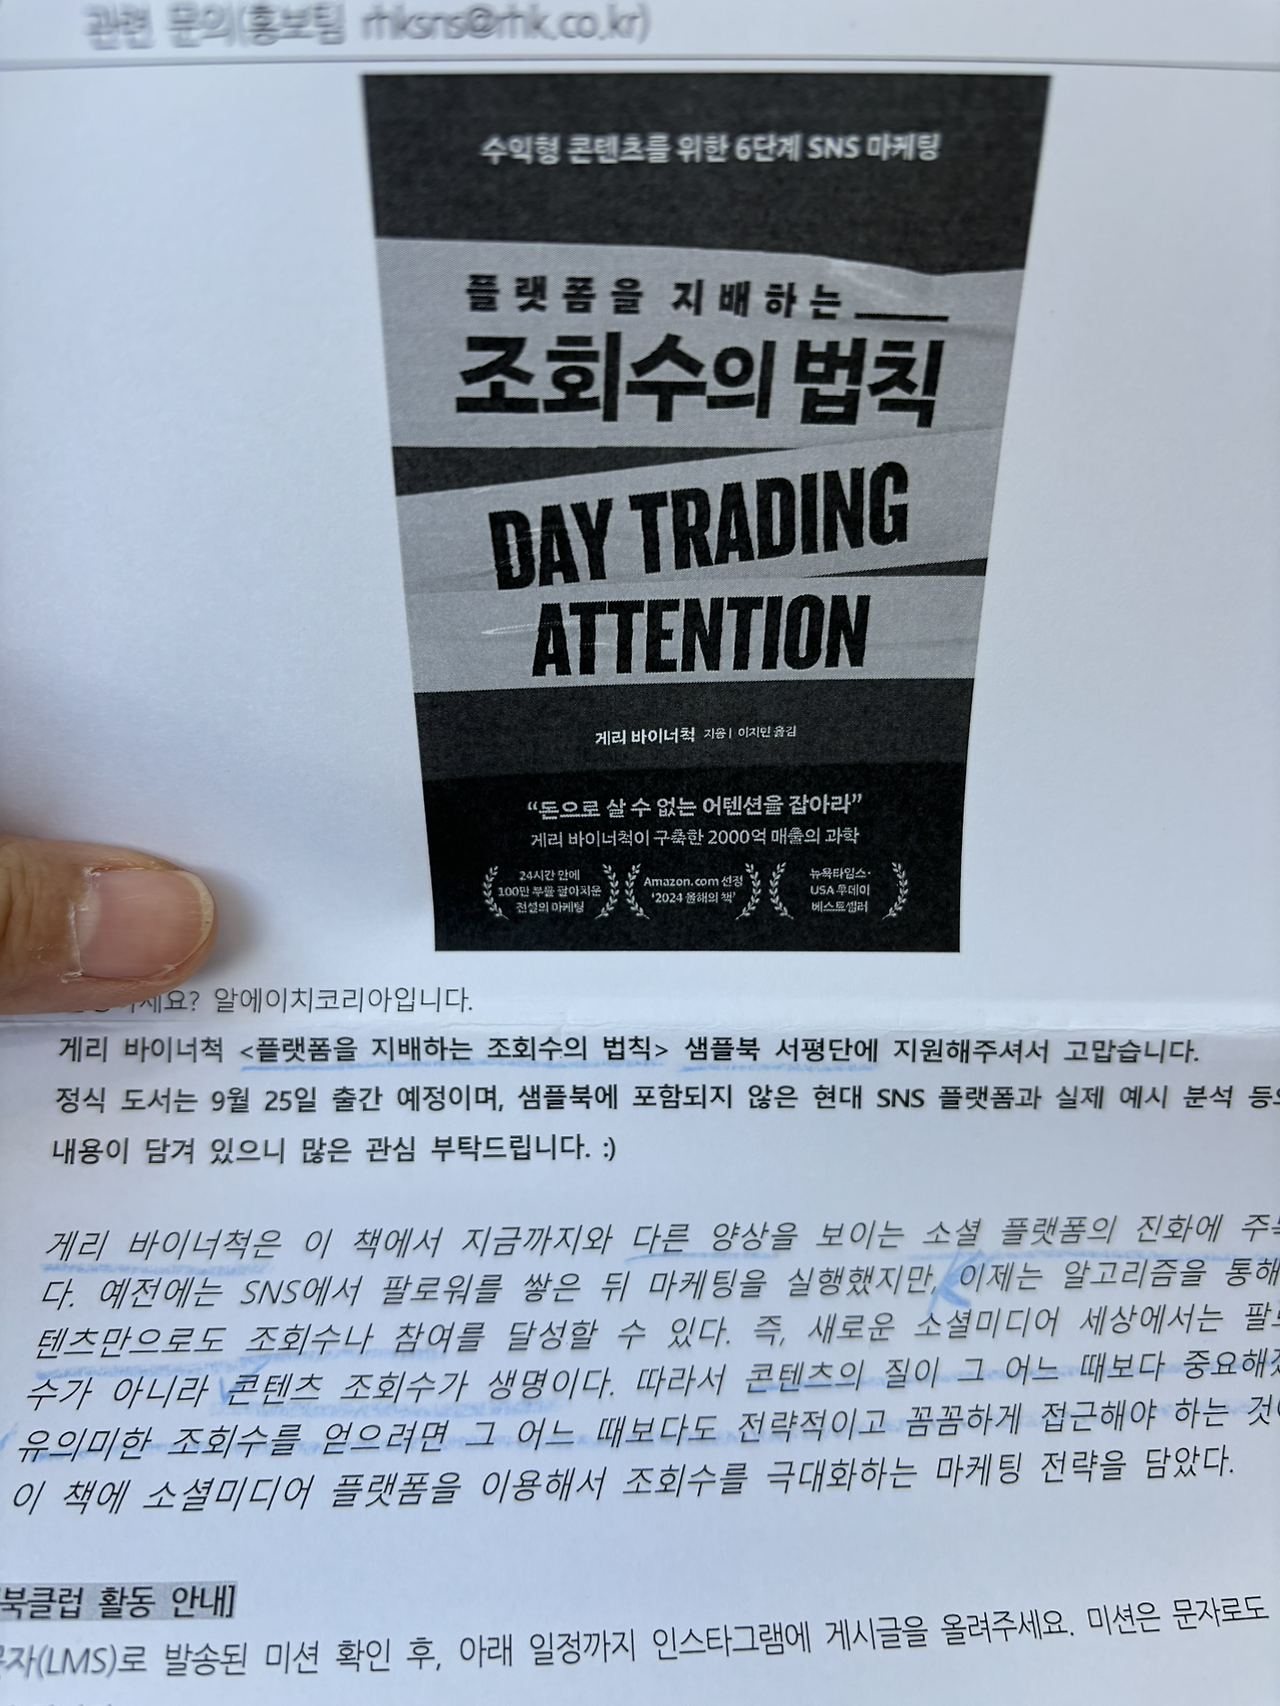 관련 문의(홍보팀 rhksns@rhk.co.kr)
수익형 콘텐츠를 위한 6단계 SNS 마케팅
플랫폼을 지배하는
조회수의 법칙
DAY TRADING
ATTENTION
게리 바이너척 지음 | 이지민 옮김
“돈으로 살 수 없는 어텐션을 잡아라”
게리 바이너척이 구축한 2000억 매출의 과학
24시간 안에
100만 부를 팔아치운
전설의 마케팅
Amazon.com 선정
‘2024 올해의 책’
뉴욕타임스·
USA 투데이
베스트셀러
알에이치코리아입니다.
게리 바이너척 <플랫폼을 지배하는 조회수의 법칙> 샘플북 서평단에 지원해주셔서 고맙습니다.
정식 도서는 9월 25일 출간 예정이며, 샘플북에 포함되지 않은 현대 SNS 플랫폼과 실제 예시 분석
내용이 담겨 있으니 많은 관심 부탁드립니다. :)
게리 바이너척은 이 책에서 지금까지와 다른 양상을 보이는 소셜 플랫폼의 진화에
다. 예전에는 SNS에서 팔로워를 쌓은 뒤 마케팅을 실행했지만, 이제는 알고리즘을 통해
텐츠만으로도 조회수나 참여를 달성할 수 있다. 즉, 새로운 소셜미디어 세상에서는
수가 아니라 콘텐츠 조회수가 생명이다. 따라서 콘텐츠의 질이 그 어느 때보다
유의미한 조회수를 얻으려면 그 어느 때보다도 전략적이고 꼼꼼하게 접근해야 하는
이 책에 소셜미디어 플랫폼을 이용해서 조회수를 극대화하는 마케팅 전략을 담았다.
북클럽 활동 안내]
(LMS)로 발송된 미션 확인 후, 아래 일정까지 인스타그램에 게시글을 올려주세요. 미션은 문자로도